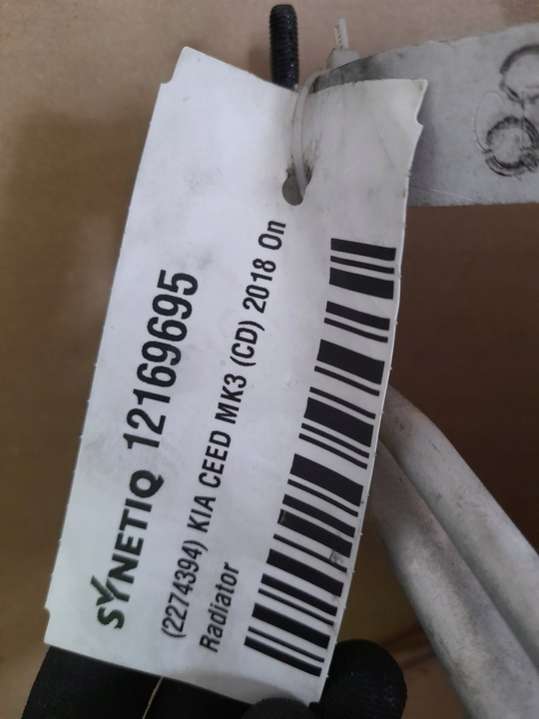 SYNETIQ 12169695
(2274394) KIA CEED MK3 (CD) 2018 On
Radiator